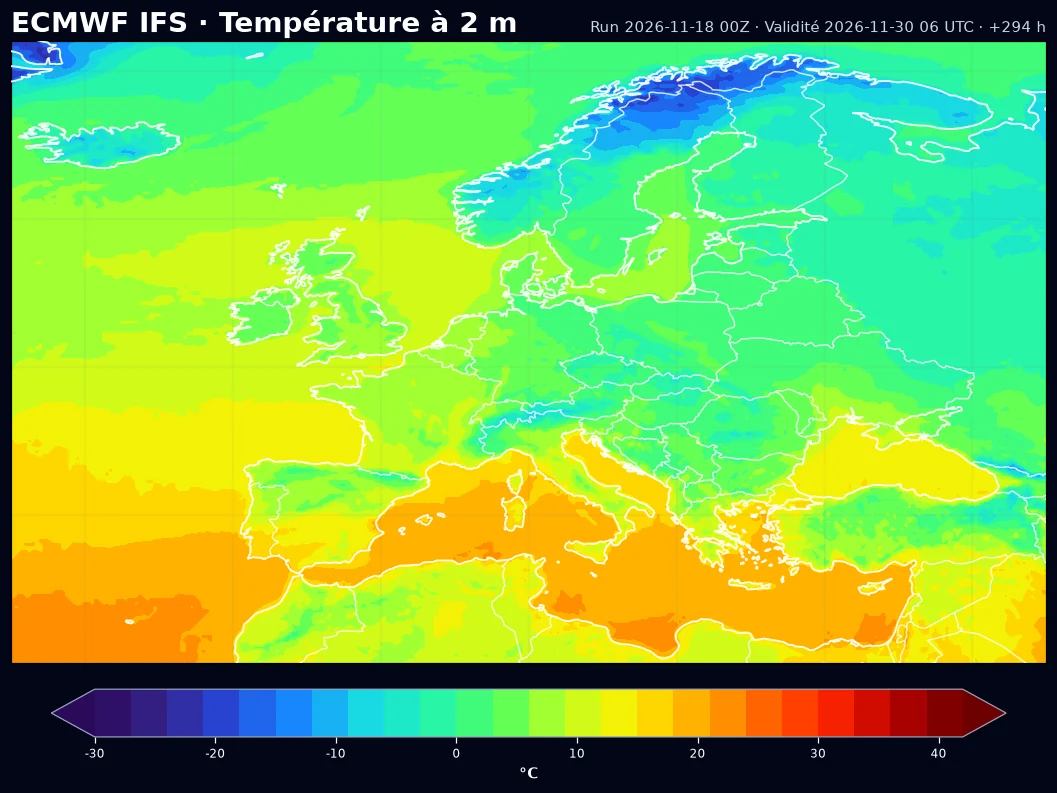 ECMWF IFS · Température à 2 m
Run 2026-11-18 00Z · Validité 2026-11-30 06 UTC · +294 h
-30 -20 -10 0 10 20 30 40
°C